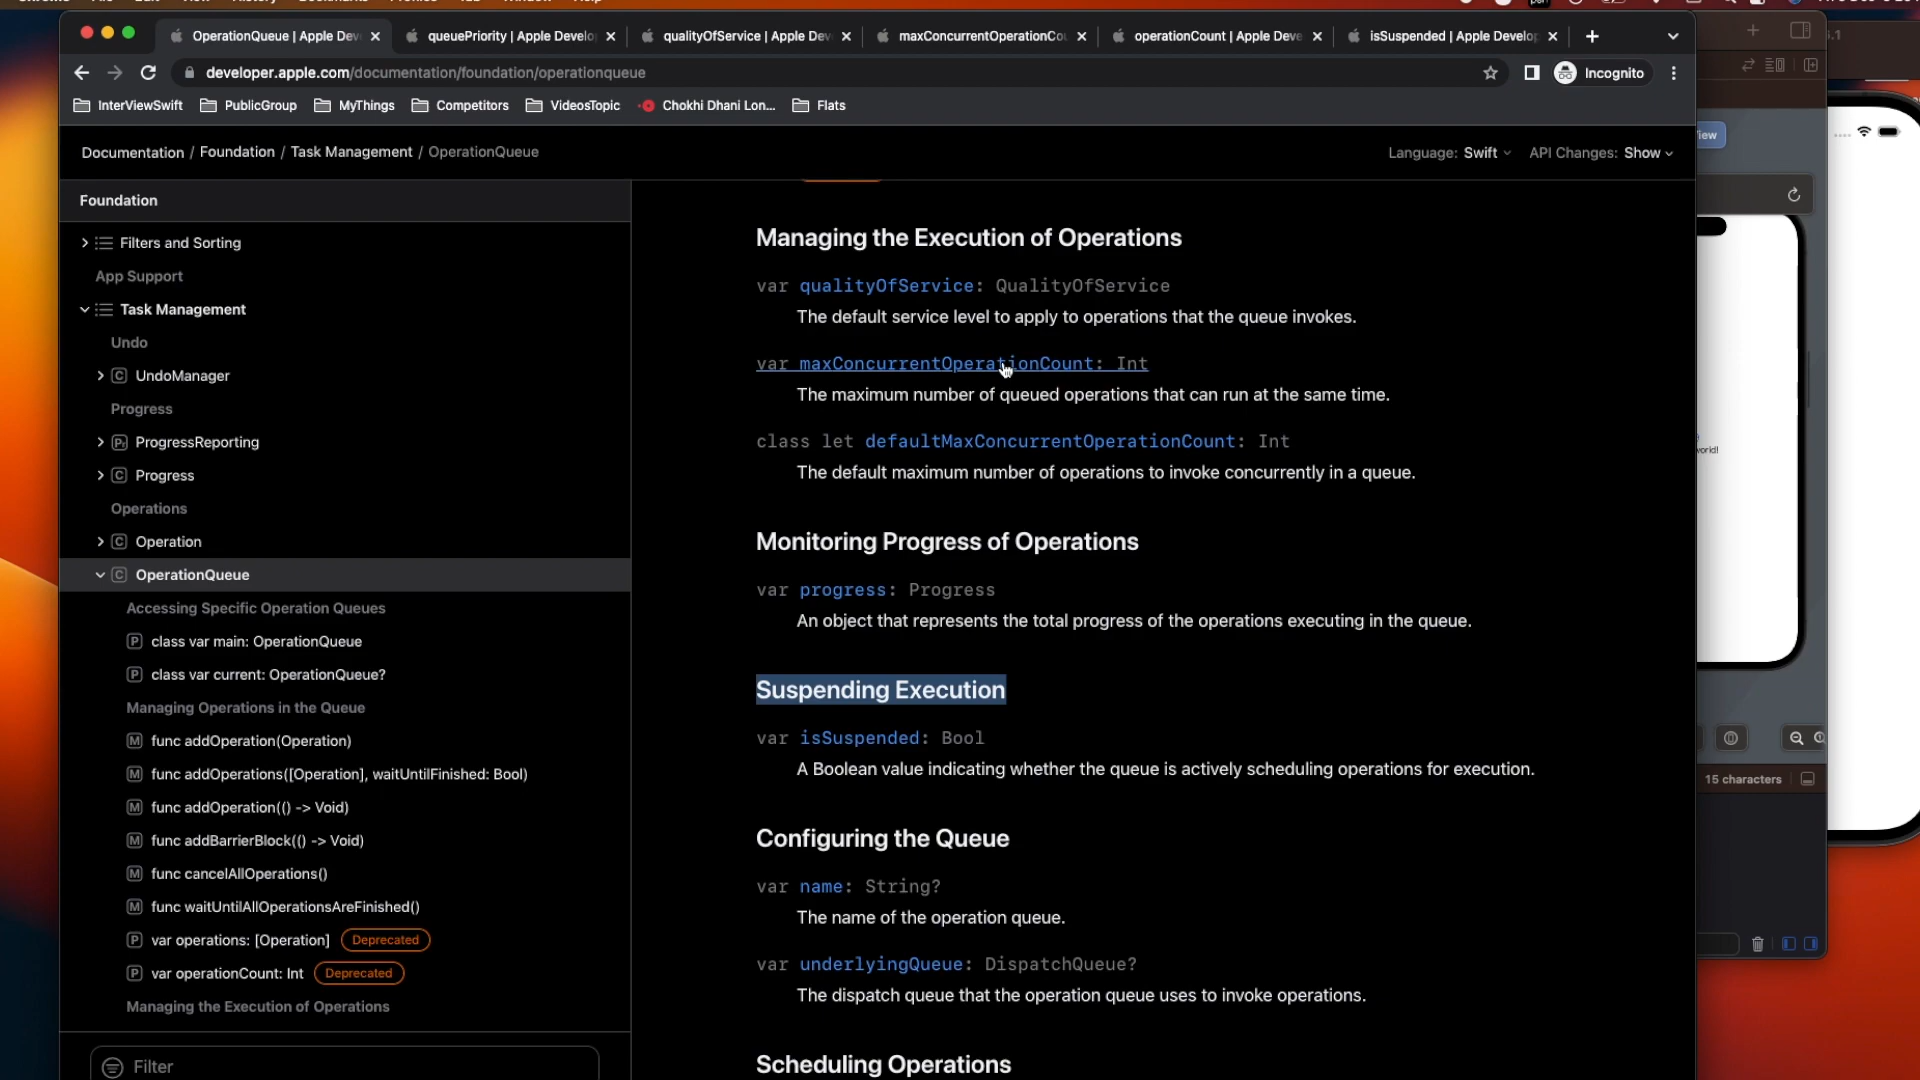 OperationQueue | Apple Dev
queuePriority | Apple Develo
qualityOfService | Apple Dev
maxConcurrentOperationCo
operationCount | Apple Deve
isSuspended | Apple Develo
developer.apple.com/documentation/foundation/operationqueue
Incognito
InterViewSwift
PublicGroup
MyThings
Competitors
VideosTopic
Chokhi Dhani Lon...
Flats
Documentation / Foundation / Task Management / OperationQueue
Language: Swift
API Changes: Show
Foundation
Filters and Sorting
App Support
Task Management
Undo
UndoManager
Progress
ProgressReporting
Progress
Operations
Operation
OperationQueue
Accessing Specific Operation Queues
class var main: OperationQueue
class var current: OperationQueue?
Managing Operations in the Queue
func addOperation(Operation)
func addOperations([Operation], waitUntilFinished: Bool)
func addOperation(() -> Void)
func addBarrierBlock(() -> Void)
func cancelAllOperations()
func waitUntilAllOperationsAreFinished()
var operations: [Operation] Deprecated
var operationCount: Int Deprecated
Managing the Execution of Operations
Filter
Managing the Execution of Operations
var qualityOfService: QualityOfService
The default service level to apply to operations that the queue invokes.
var maxConcurrentOperationCount: Int
The maximum number of queued operations that can run at the same time.
class let defaultMaxConcurrentOperationCount: Int
The default maximum number of operations to invoke concurrently in a queue.
Monitoring Progress of Operations
var progress: Progress
An object that represents the total progress of the operations executing in the queue.
Suspending Execution
var isSuspended: Bool
A Boolean value indicating whether the queue is actively scheduling operations for execution.
Configuring the Queue
var name: String?
The name of the operation queue.
var underlyingQueue: DispatchQueue?
The dispatch queue that the operation queue uses to invoke operations.
Scheduling Operations
iew
orld!
15 characters